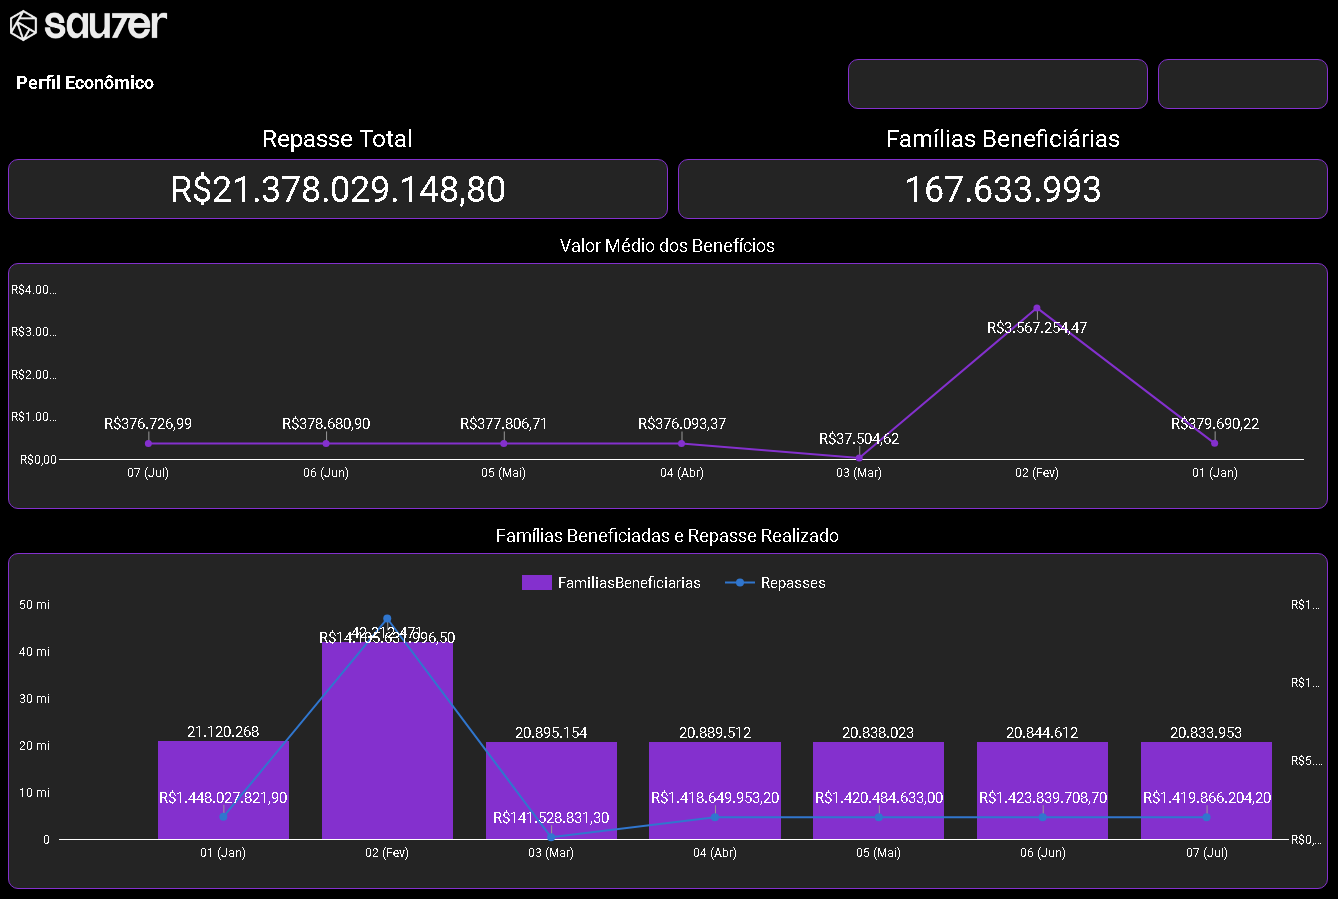 sau7er
Perfil Econômico
Repasse Total
Famílias Beneficiárias
R$21.378.029.148,80
167.633.993
Valor Médio dos Benefícios
R$4.00...
R$3.00...
R$2.00...
R$1.00...
R$0,00
R$376.726,99
R$378.680,90
R$377.806,71
R$376.093,37
R$37.504,62
R$3.567.254,47
R$379.690,22
07 (Jul)
06 (Jun)
05 (Mai)
04 (Abr)
03 (Mar)
02 (Fev)
01 (Jan)
Famílias Beneficiadas e Repasse Realizado
FamiliasBeneficiarias
Repasses
50 mi
40 mi
30 mi
20 mi
10 mi
0
R$1...
R$1...
R$5....
R$0,...
21.120.268
42.212.471
20.895.154
20.889.512
20.838.023
20.844.612
20.833.953
R$1.448.027.821,90
R$14.105.631.996,50
R$141.528.831,30
R$1.418.649.953,20
R$1.420.484.633,00
R$1.423.839.708,70
R$1.419.866.204,20
01 (Jan)
02 (Fev)
03 (Mar)
04 (Abr)
05 (Mai)
06 (Jun)
07 (Jul)